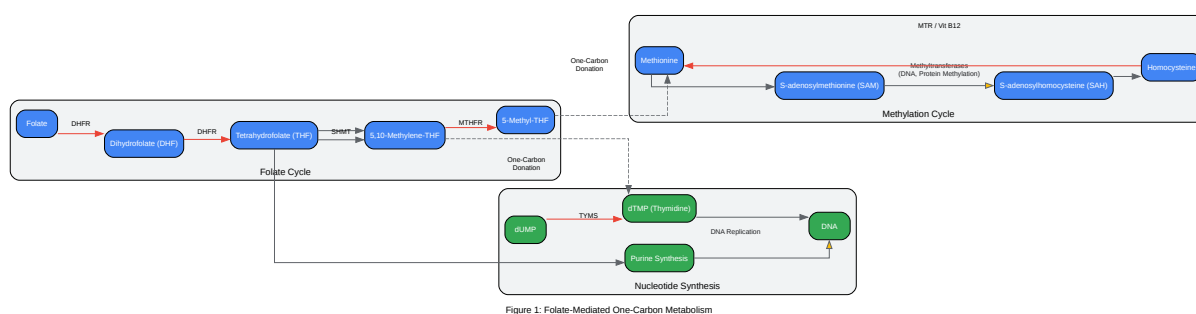 MTR / Vit B12
One-Carbon
Donation
Methionine
Methyltransferases
(DNA, Protein Methylation)
Homocysteine
S-adenosylmethionine (SAM)
S-adenosylhomocysteine (SAH)
Methylation Cycle
Folate
DHFR
Dihydrofolate (DHF)
DHFR
Tetrahydrofolate (THF)
SHMT
5,10-Methylene-THF
MTHFR
5-Methyl-THF
One-Carbon
Donation
Folate Cycle
dUMP
TYMS
dTMP (Thymidine)
DNA Replication
DNA
Purine Synthesis
Nucleotide Synthesis
Figure 1: Folate-Mediated One-Carbon Metabolism